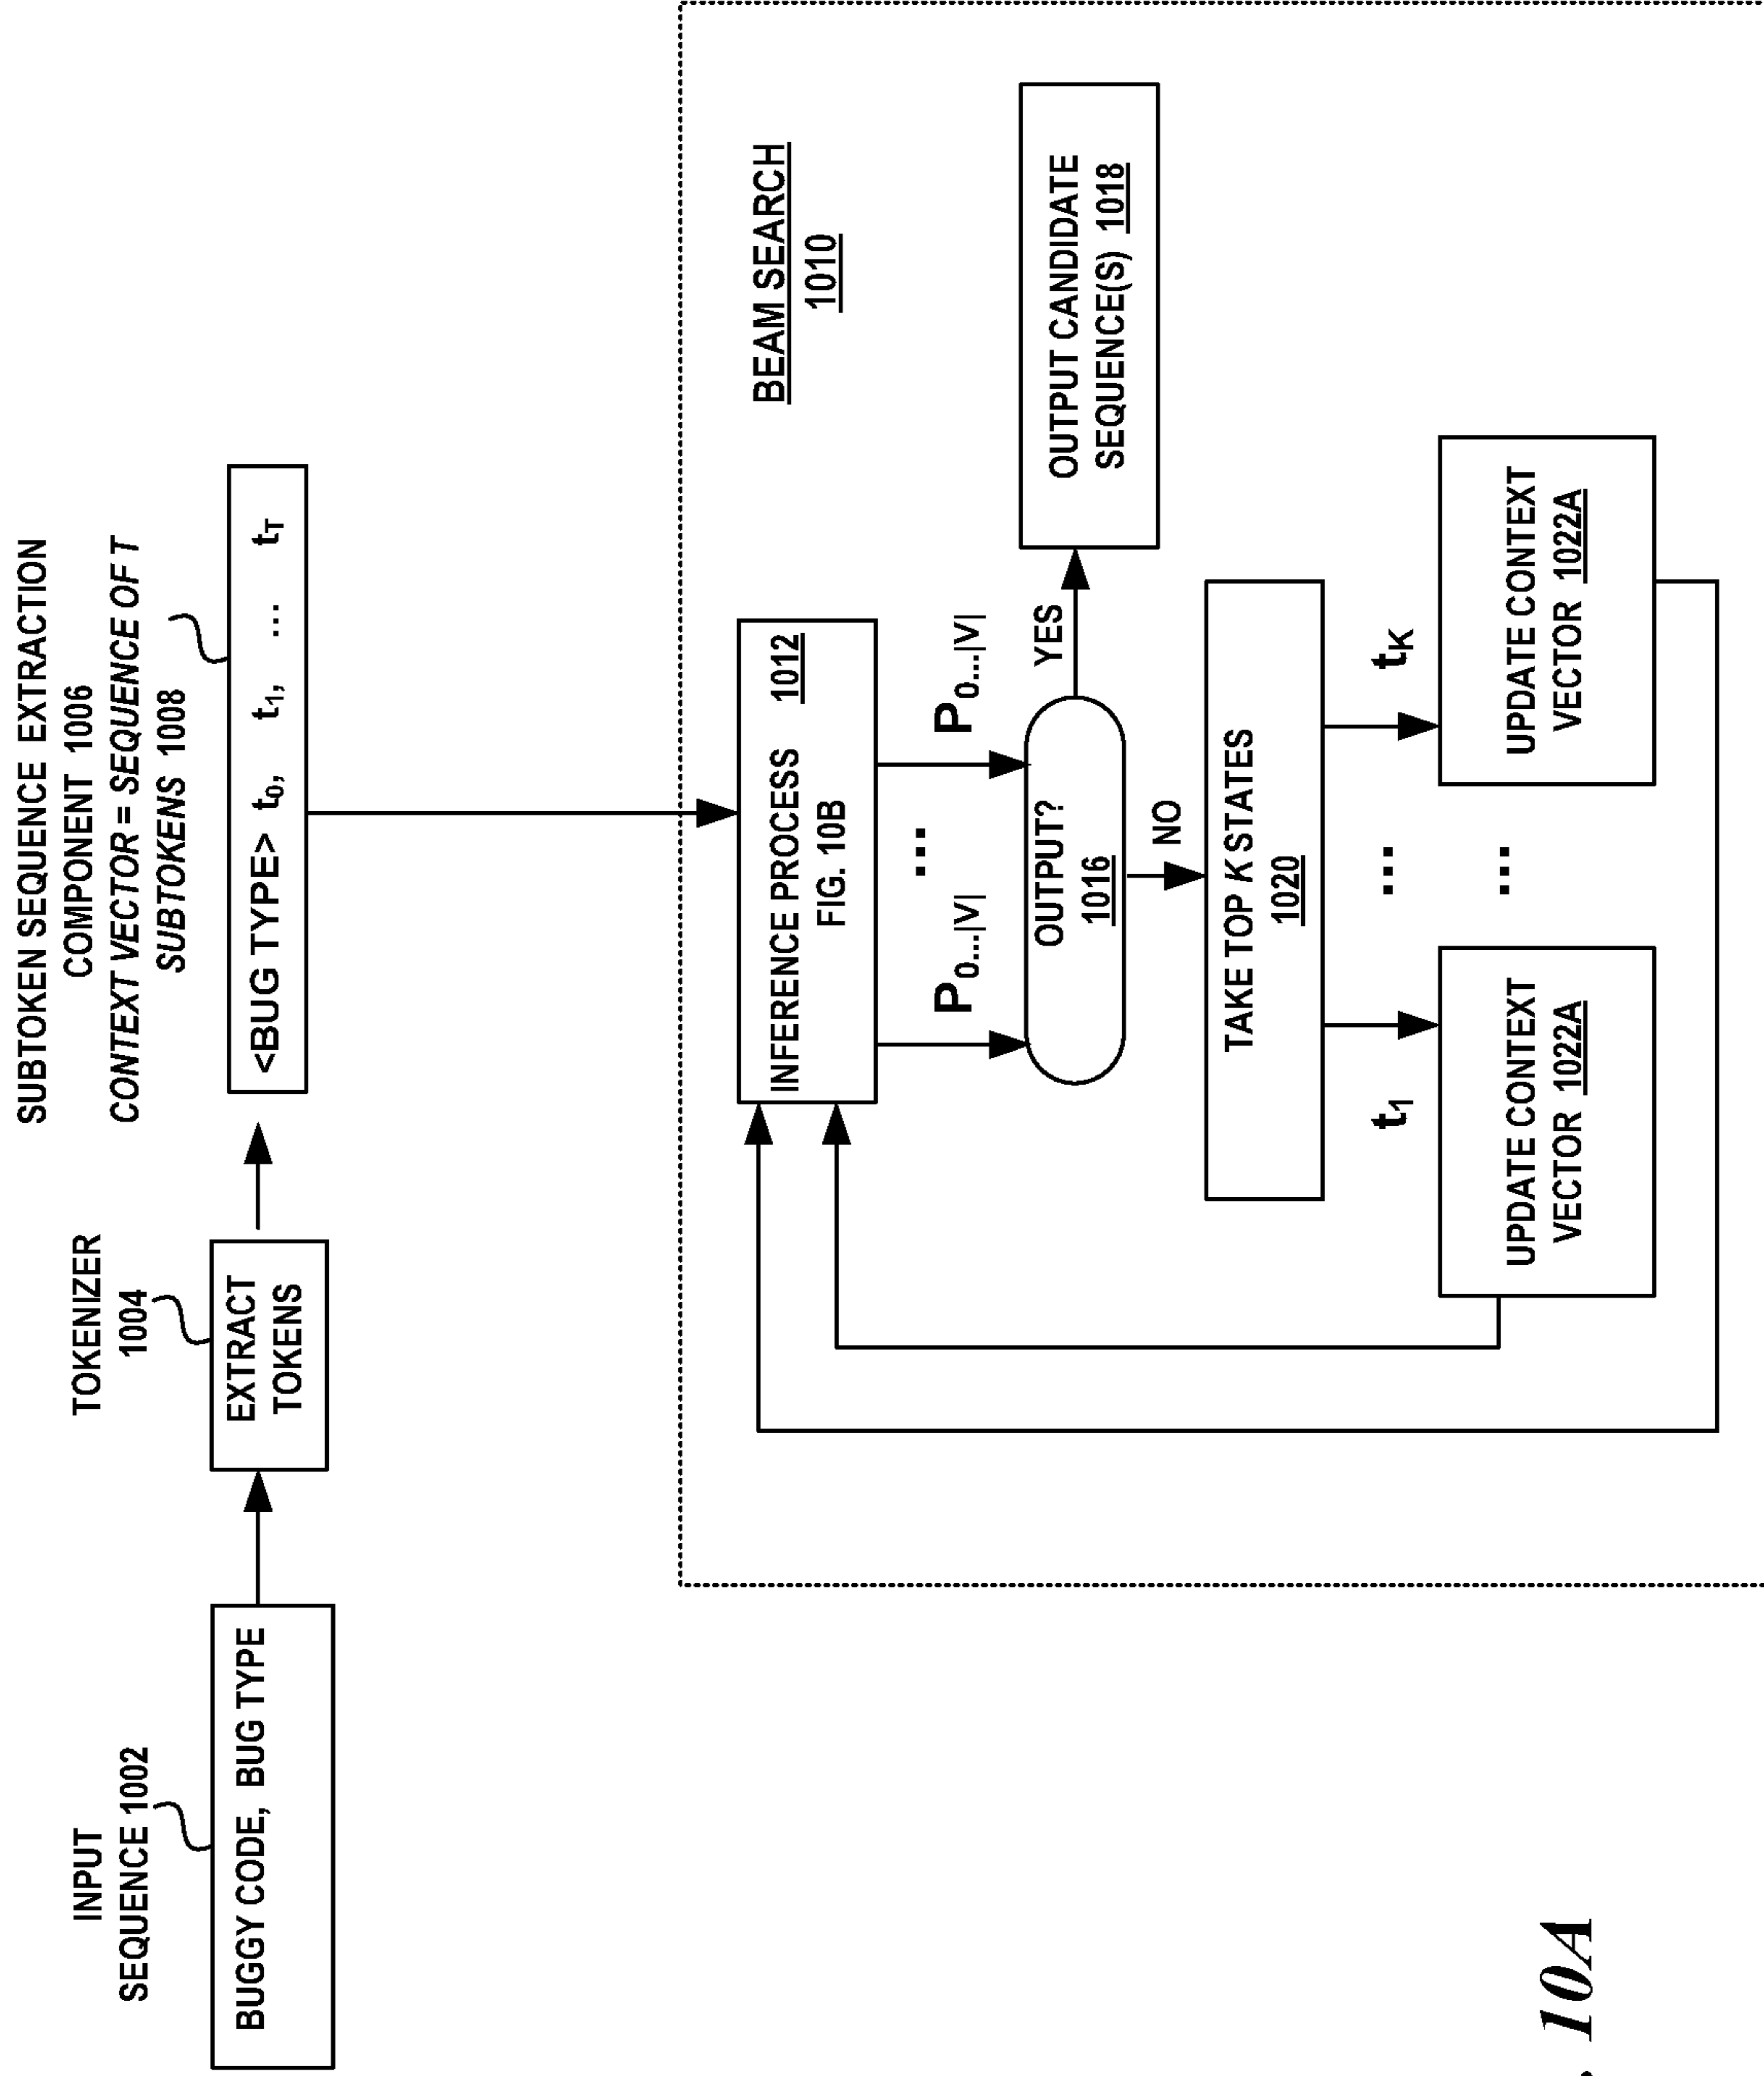 INPUT
SEQUENCE 1002
BUGGY CODE, BUG TYPE
TOKENIZER
1004
EXTRACT
TOKENS
SUBTOKEN SEQUENCE EXTRACTION
COMPONENT 1006
CONTEXT VECTOR = SEQUENCE OF T
SUBTOKENS 1008
<BUG TYPE> t0, t1, ... tT
BEAM SEARCH
1010
INFERENCE PROCESS 1012
FIG. 10B
P0...|V| ... P0...|V|
OUTPUT?
1016
YES
OUTPUT CANDIDATE
SEQUENCE(S) 1018
NO
TAKE TOP K STATES
1020
t1 ... tK
UPDATE CONTEXT
VECTOR 1022A
...
UPDATE CONTEXT
VECTOR 1022A
. 10A